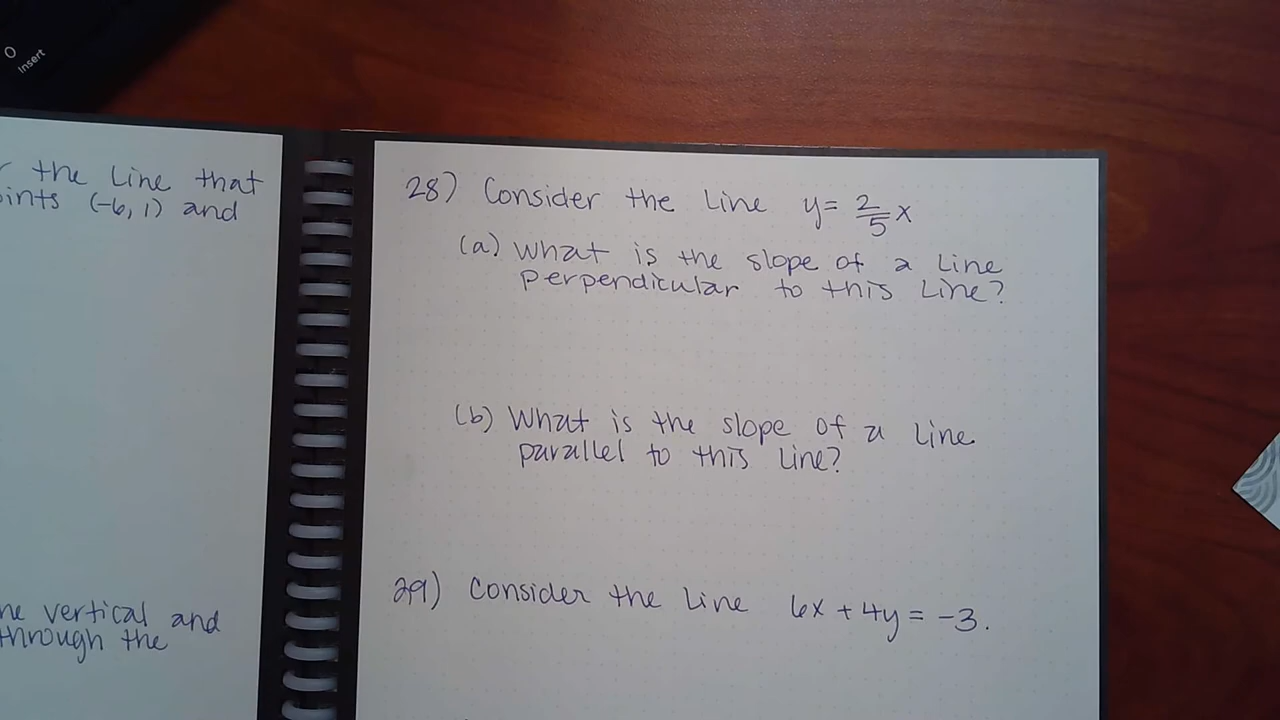 O
Insert
the line that
(-6, 1) and
vertical and
through the
28) Consider the line y = 2/5 x
(a) What is the slope of a line
perpendicular to this line?
(b) What is the slope of a line
parallel to this line?
29) Consider the line 6x + 4y = -3.